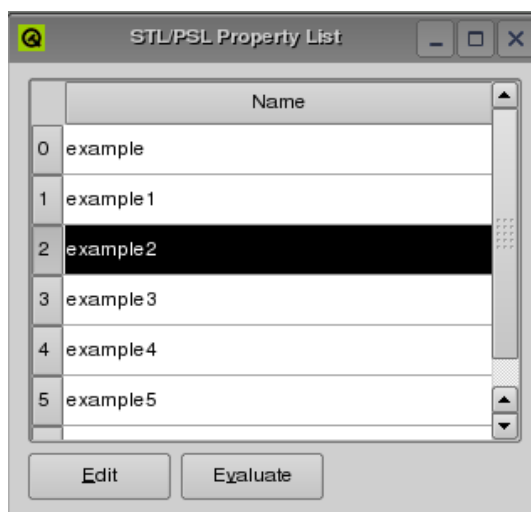 STL/PSL Property List
Name
0 example
1 example1
2 example2
3 example3
4 example4
5 example5
Edit Evaluate